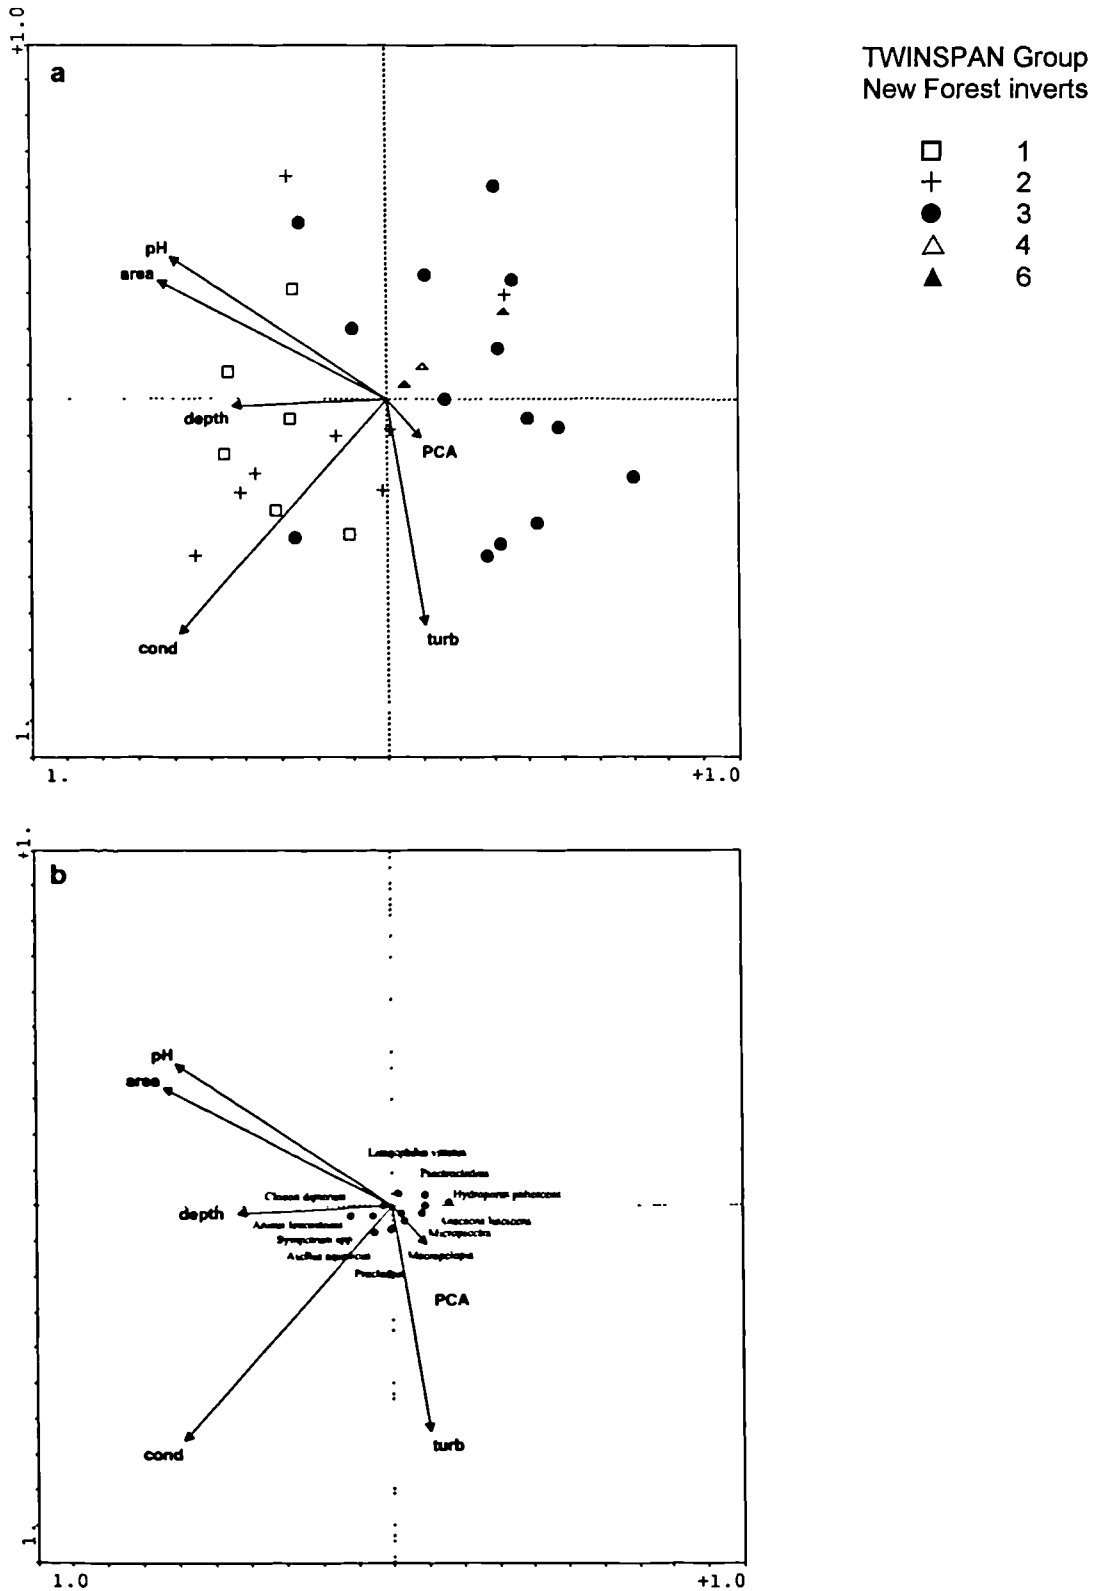 +1.0
a
TWINSPAN Group
New Forest inverts
1
2
3
4
6
pH
area
depth
PCA
cond
turb
1.
1.
+1.0
+1.
b
pH
area
depth
Hydroporus pubescens
Micropsectra
Sympetrum spp
Macropelopia
Asellus aquaticus
Procladius
PCA
cond
turb
1.
1.0
+1.0